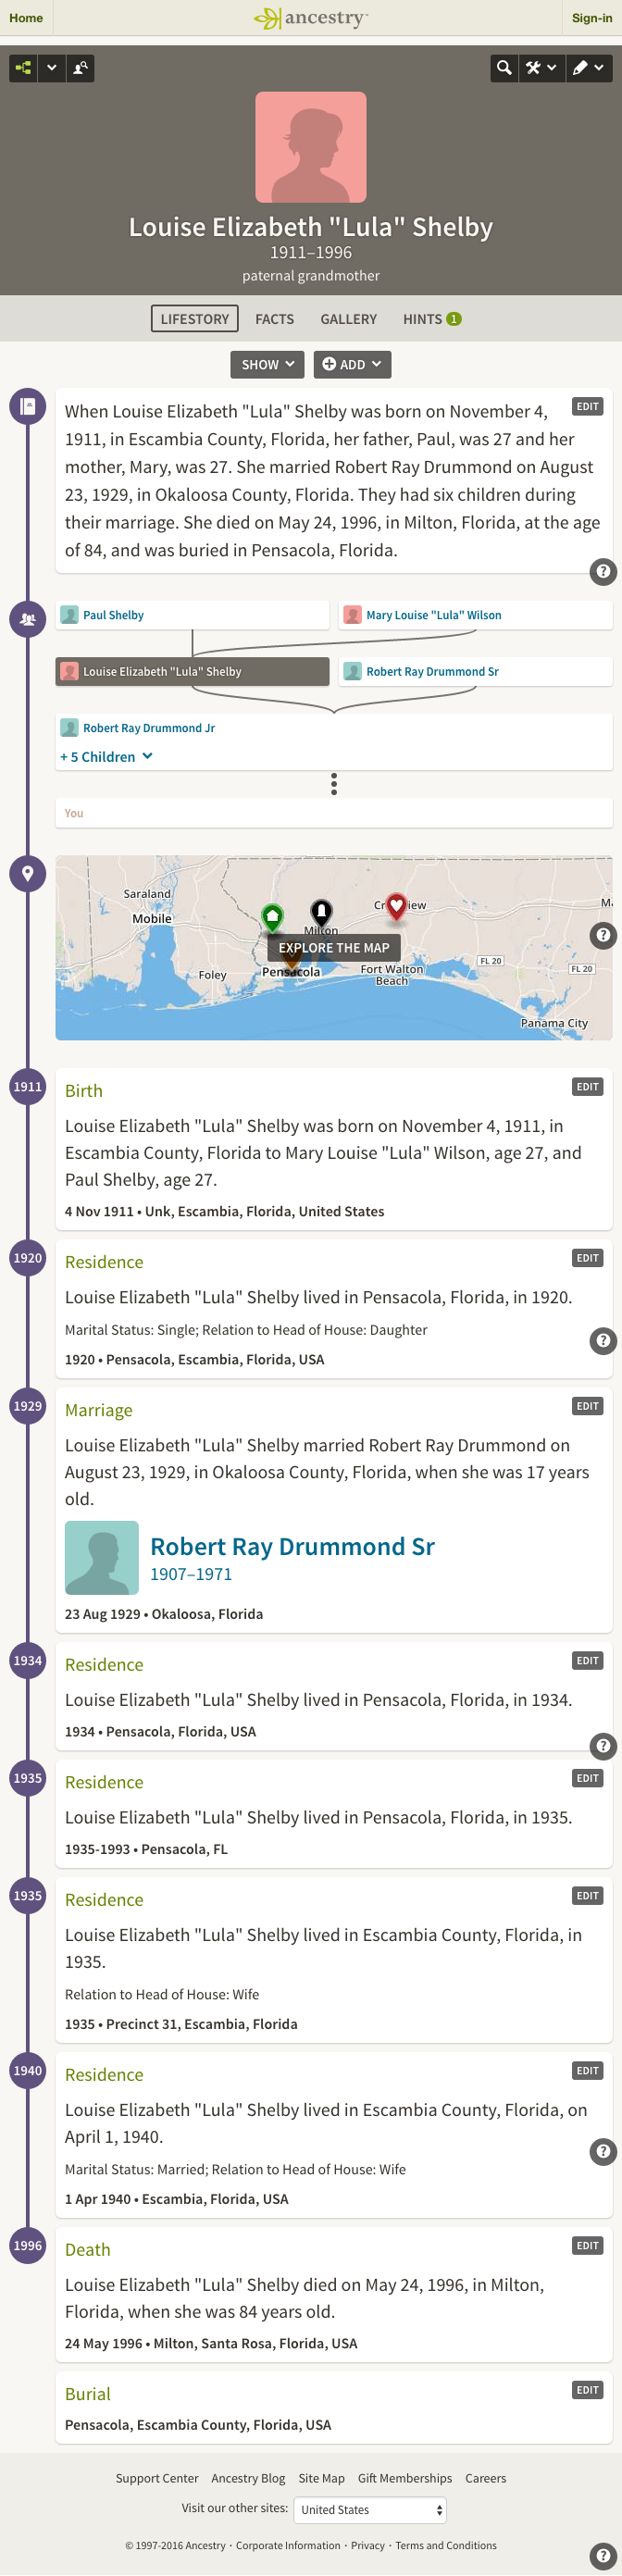 Home
ancestry
Sign-in
Louise Elizabeth "Lula" Shelby
1911–1996
paternal grandmother
LIFESTORY FACTS GALLERY HINTS 1
SHOW ADD
When Louise Elizabeth "Lula" Shelby was born on November 4,
EDIT
1911, in Escambia County, Florida, her father, Paul, was 27 and her
mother, Mary, was 27. She married Robert Ray Drummond on August
23, 1929, in Okaloosa County, Florida. They had six children during
their marriage. She died on May 24, 1996, in Milton, Florida, at the age
of 84, and was buried in Pensacola, Florida.
?
Paul Shelby
Mary Louise "Lula" Wilson
Louise Elizabeth "Lula" Shelby
Robert Ray Drummond Sr
Robert Ray Drummond Jr
+ 5 Children
You
Saraland
Mobile
Milton
EXPLORE THE MAP
?
Foley
Pensacola
Fort Walton
Beach
FL 20
FL 20
Panama City
1911
Birth
EDIT
Louise Elizabeth "Lula" Shelby was born on November 4, 1911, in
Escambia County, Florida to Mary Louise "Lula" Wilson, age 27, and
Paul Shelby, age 27.
4 Nov 1911 • Unk, Escambia, Florida, United States
1920
Residence
EDIT
Louise Elizabeth "Lula" Shelby lived in Pensacola, Florida, in 1920.
Marital Status: Single; Relation to Head of House: Daughter
?
1920 • Pensacola, Escambia, Florida, USA
1929
Marriage
EDIT
Louise Elizabeth "Lula" Shelby married Robert Ray Drummond on
August 23, 1929, in Okaloosa County, Florida, when she was 17 years
old.
Robert Ray Drummond Sr
1907–1971
23 Aug 1929 • Okaloosa, Florida
1934
Residence
EDIT
Louise Elizabeth "Lula" Shelby lived in Pensacola, Florida, in 1934.
1934 • Pensacola, Florida, USA
?
1935
Residence
EDIT
Louise Elizabeth "Lula" Shelby lived in Pensacola, Florida, in 1935.
1935-1993 • Pensacola, FL
1935
Residence
EDIT
Louise Elizabeth "Lula" Shelby lived in Escambia County, Florida, in
1935.
Relation to Head of House: Wife
1935 • Precinct 31, Escambia, Florida
1940
Residence
EDIT
Louise Elizabeth "Lula" Shelby lived in Escambia County, Florida, on
April 1, 1940.
?
Marital Status: Married; Relation to Head of House: Wife
1 Apr 1940 • Escambia, Florida, USA
1996
Death
EDIT
Louise Elizabeth "Lula" Shelby died on May 24, 1996, in Milton,
Florida, when she was 84 years old.
24 May 1996 • Milton, Santa Rosa, Florida, USA
Burial
EDIT
Pensacola, Escambia County, Florida, USA
Support Center Ancestry Blog Site Map Gift Memberships Careers
Visit our other sites: United States
© 1997-2016 Ancestry · Corporate Information · Privacy · Terms and Conditions
?